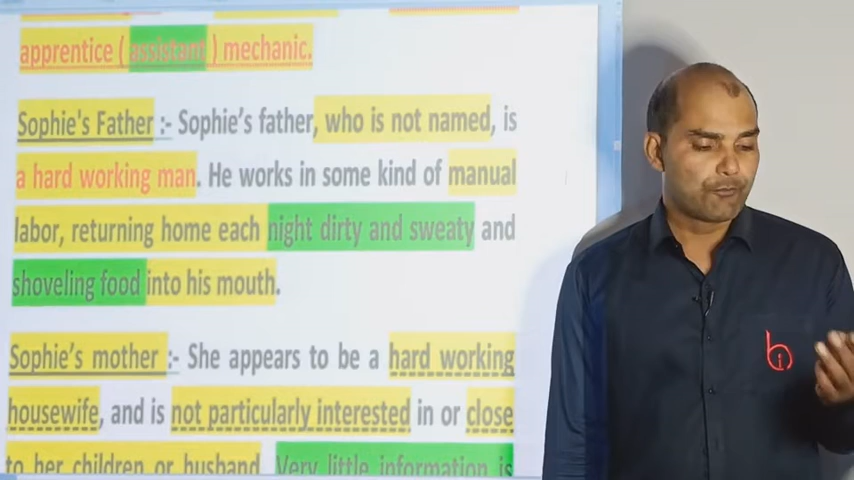 apprentice ( assistant ) mechanic.
Sophie's Father :- Sophie's father, who is not named, is
a hard working man. He works in some kind of manual
labor, returning home each night dirty and sweaty and
shoveling food into his mouth.
Sophie's mother :- She appears to be a hard working
housewife, and is not particularly interested in or close
to her children or husband Very little information is